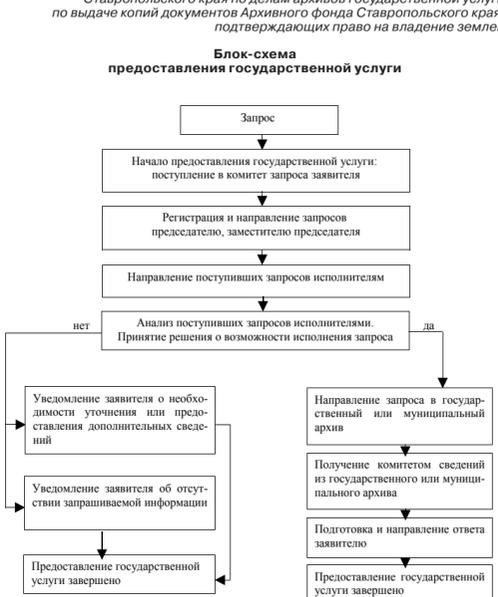 Ставропольского края по делам архивов государственной услуги
по выдаче копий документов Архивного фонда Ставропольского края,
подтверждающих право на владение землей
Блок-схема
предоставления государственной услуги
Запрос
Начало предоставления государственной услуги:
поступление в комитет запроса заявителя
Регистрация и направление запросов
председателю, заместителю председателя
Направление поступивших запросов исполнителям
Анализ поступивших запросов исполнителями.
Принятие решения о возможности исполнения запроса
нет
да
Уведомление заявителя о необхо-
димости уточнения или предо-
ставления дополнительных сведе-
ний
Уведомление заявителя об отсут-
ствии запрашиваемой информации
Предоставление государственной
услуги завершено
Направление запроса в государ-
ственный или муниципальный
архив
Получение комитетом сведений
из государственного или муници-
пального архива
Подготовка и направление ответа
заявителю
Предоставление государственной
услуги завершено